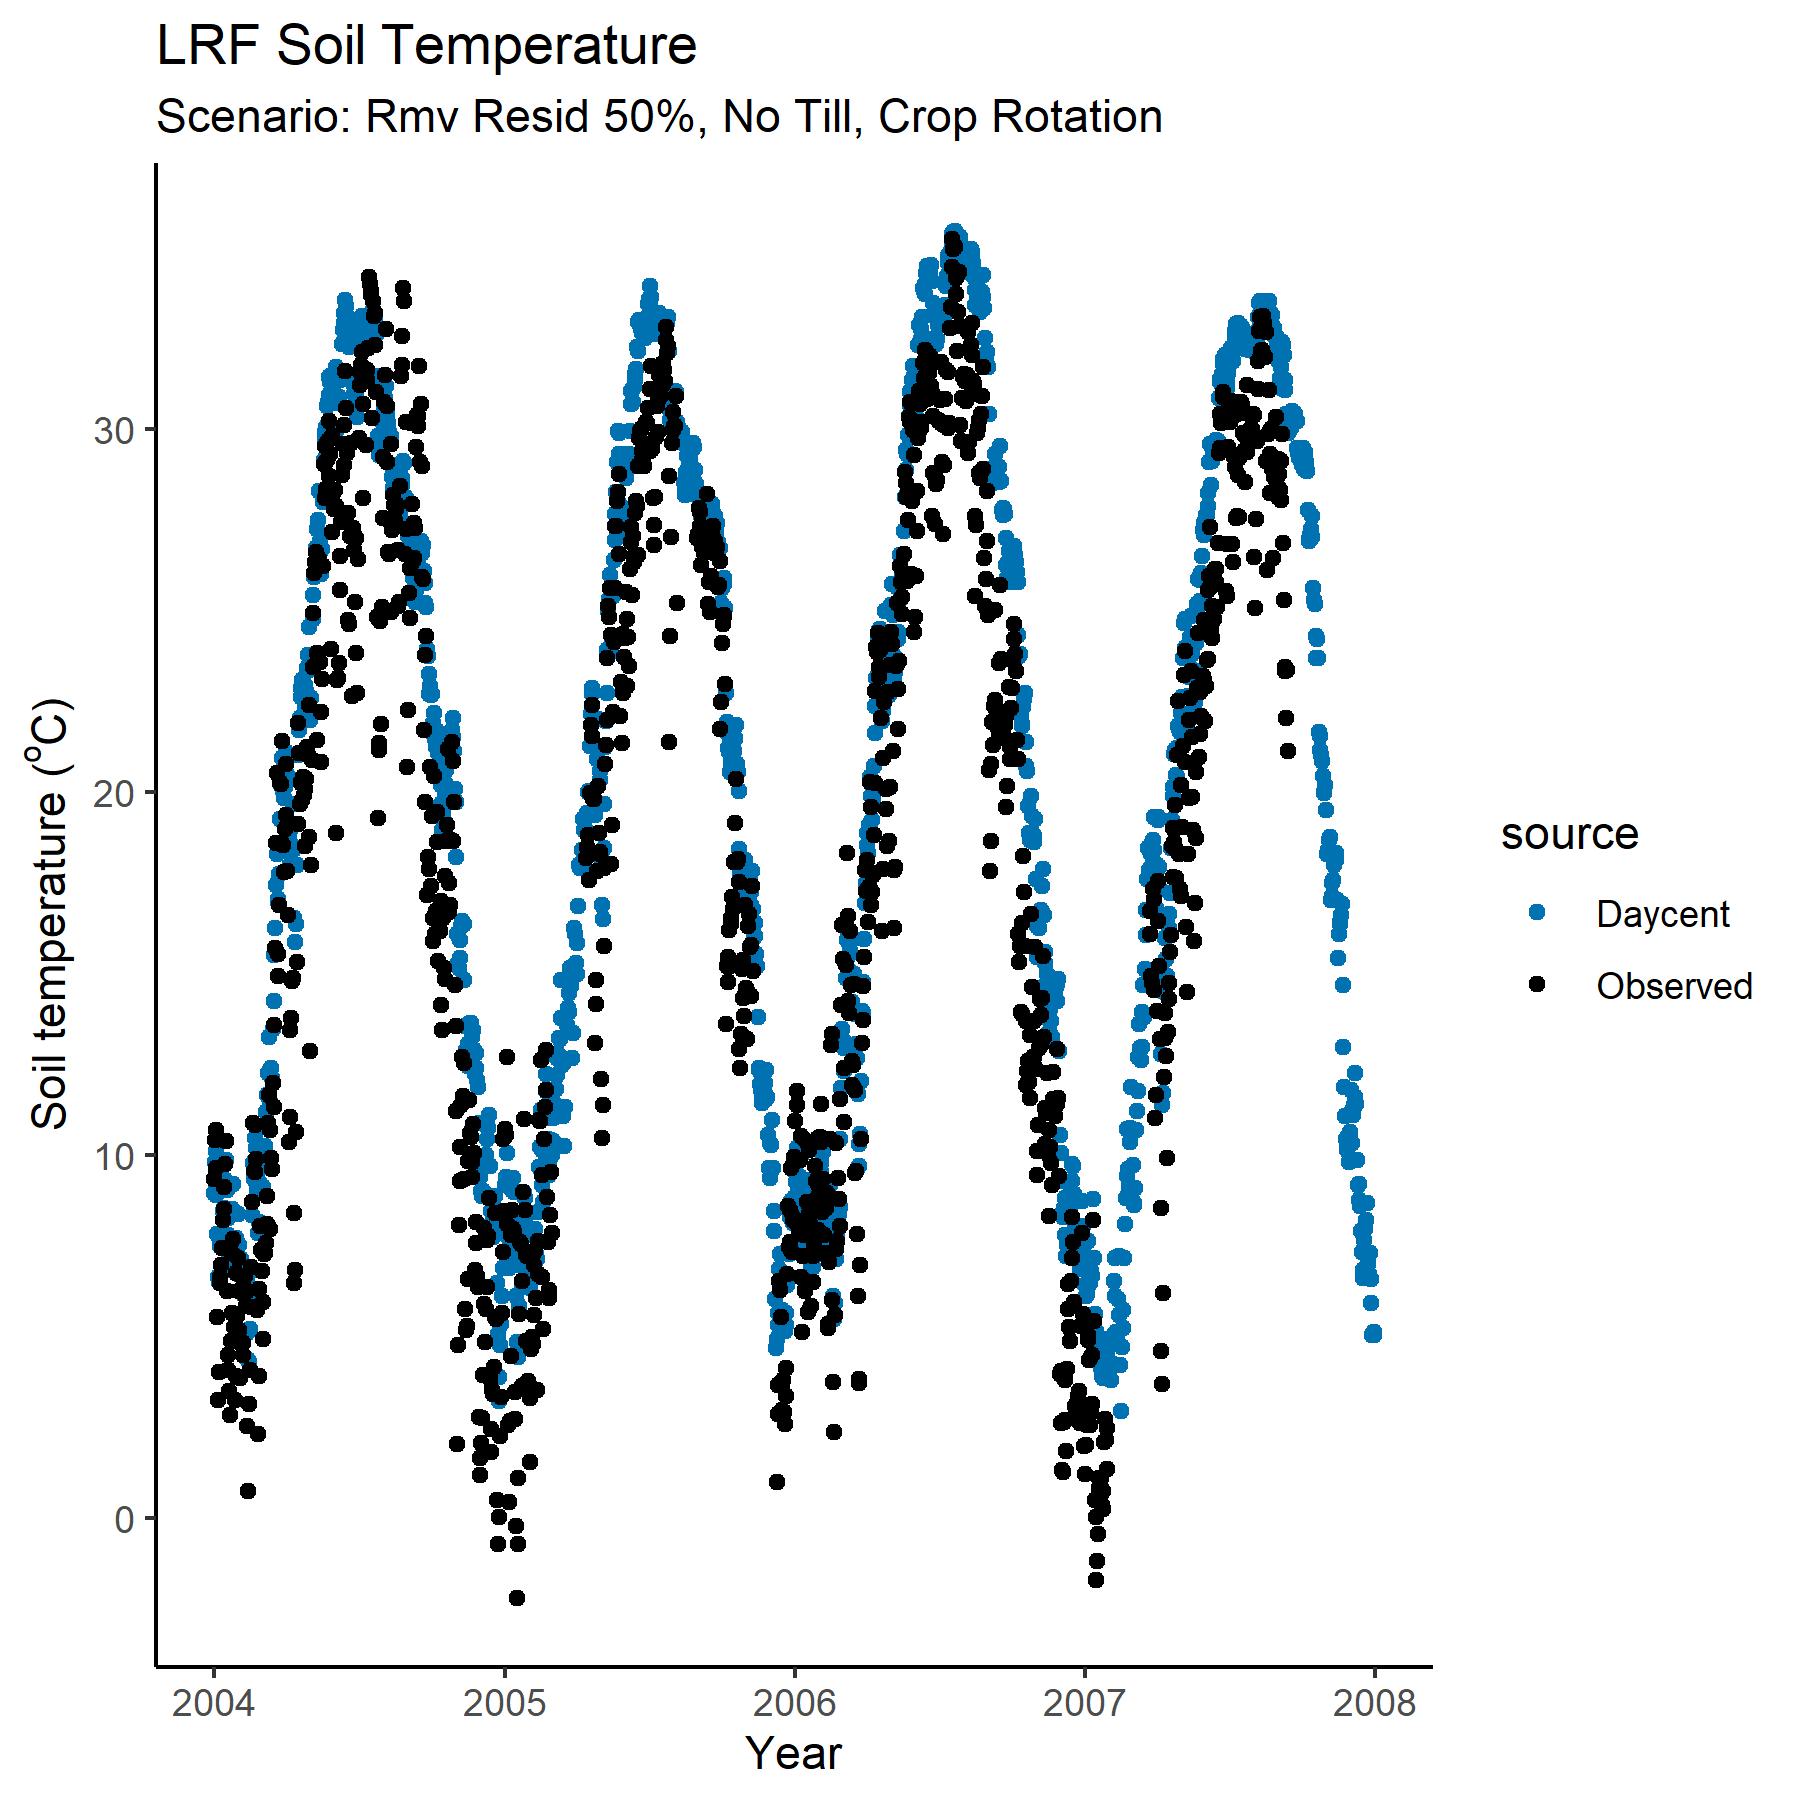 LRF Soil Temperature
Scenario: Rmv Resid 50%, No Till, Crop Rotation
Soil temperature (°C)
30
20
10
0
2004 2005 2006 2007 2008
Year
source
Daycent
Observed